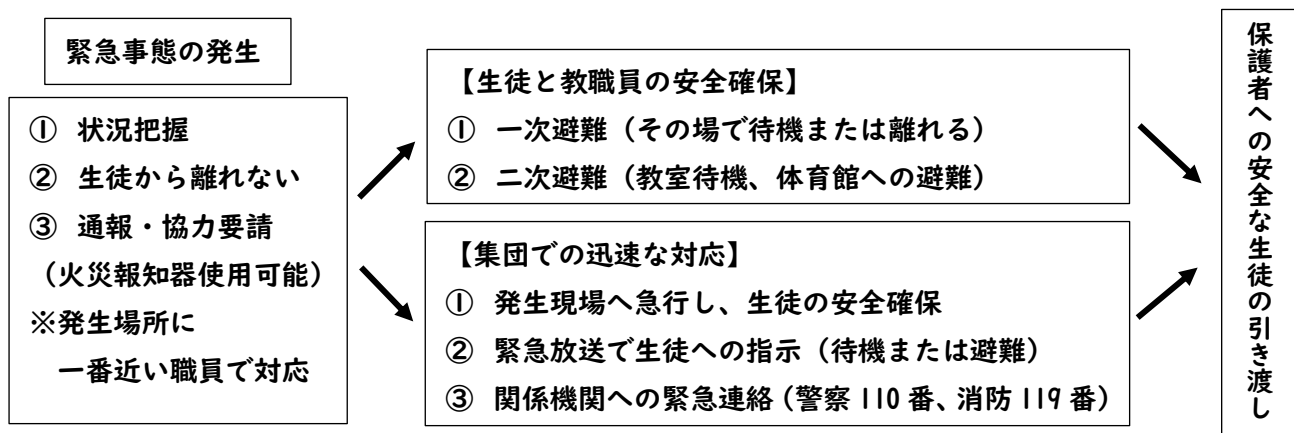 緊急事態の発生
① 状況把握
② 生徒から離れない
③ 通報・協力要請
（火災報知器使用可能）
※発生場所に
一番近い職員で対応
【生徒と教職員の安全確保】
① 一次避難（その場で待機または離れる）
② 二次避難（教室待機、体育館への避難）
【集団での迅速な対応】
① 発生現場へ急行し、生徒の安全確保
② 緊急放送で生徒への指示（待機または避難）
③ 関係機関への緊急連絡（警察110番、消防119番）
保護者への安全な生徒の引き渡し